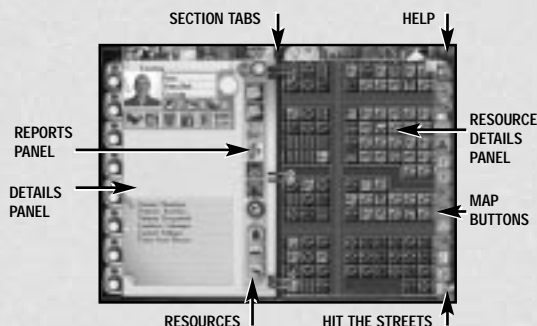 SECTION TABS
HELP
REPORTS
PANEL
RESOURCE
DETAILS
PANEL
DETAILS
PANEL
MAP
BUTTONS
RESOURCES
HIT THE STREETS